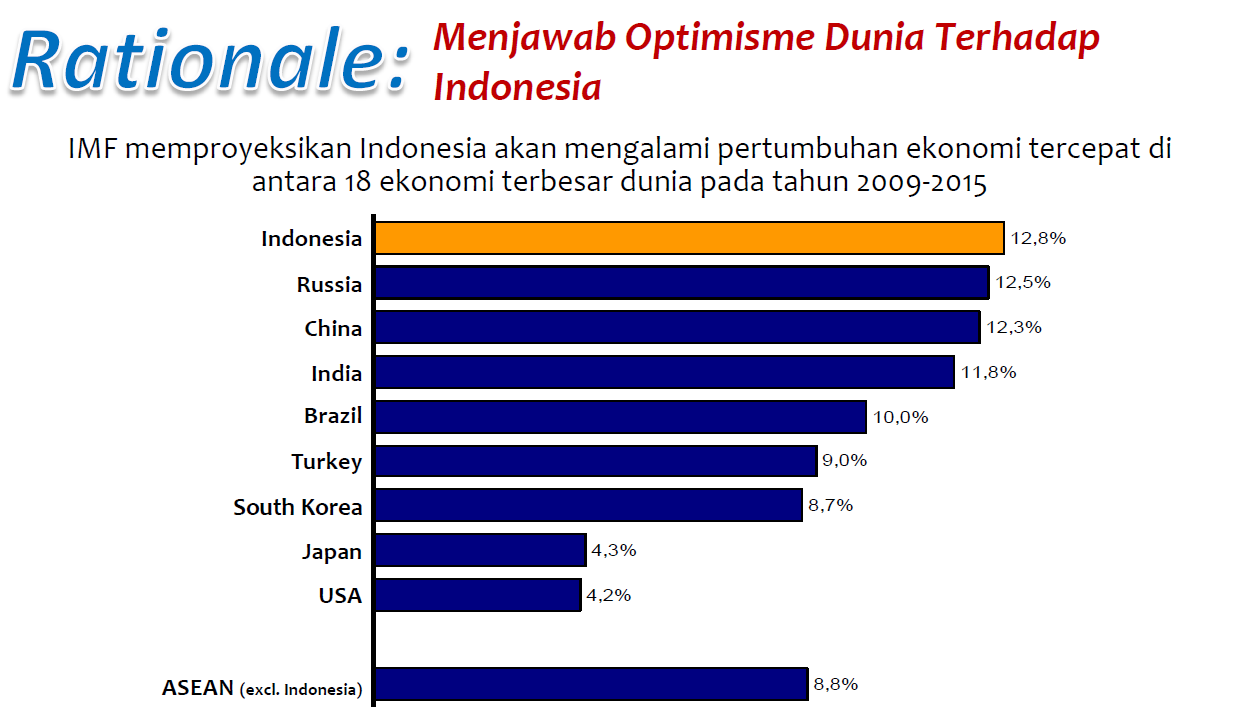 Rationale:
Menjawab Optimisme Dunia Terhadap
Indonesia
IMF memproyeksikan Indonesia akan mengalami pertumbuhan ekonomi tercepat di
antara 18 ekonomi terbesar dunia pada tahun 2009-2015
Indonesia 12,8%
Russia 12,5%
China 12,3%
India 11,8%
Brazil 10,0%
Turkey 9,0%
South Korea 8,7%
Japan 4,3%
USA 4,2%
ASEAN (excl. Indonesia) 8,8%